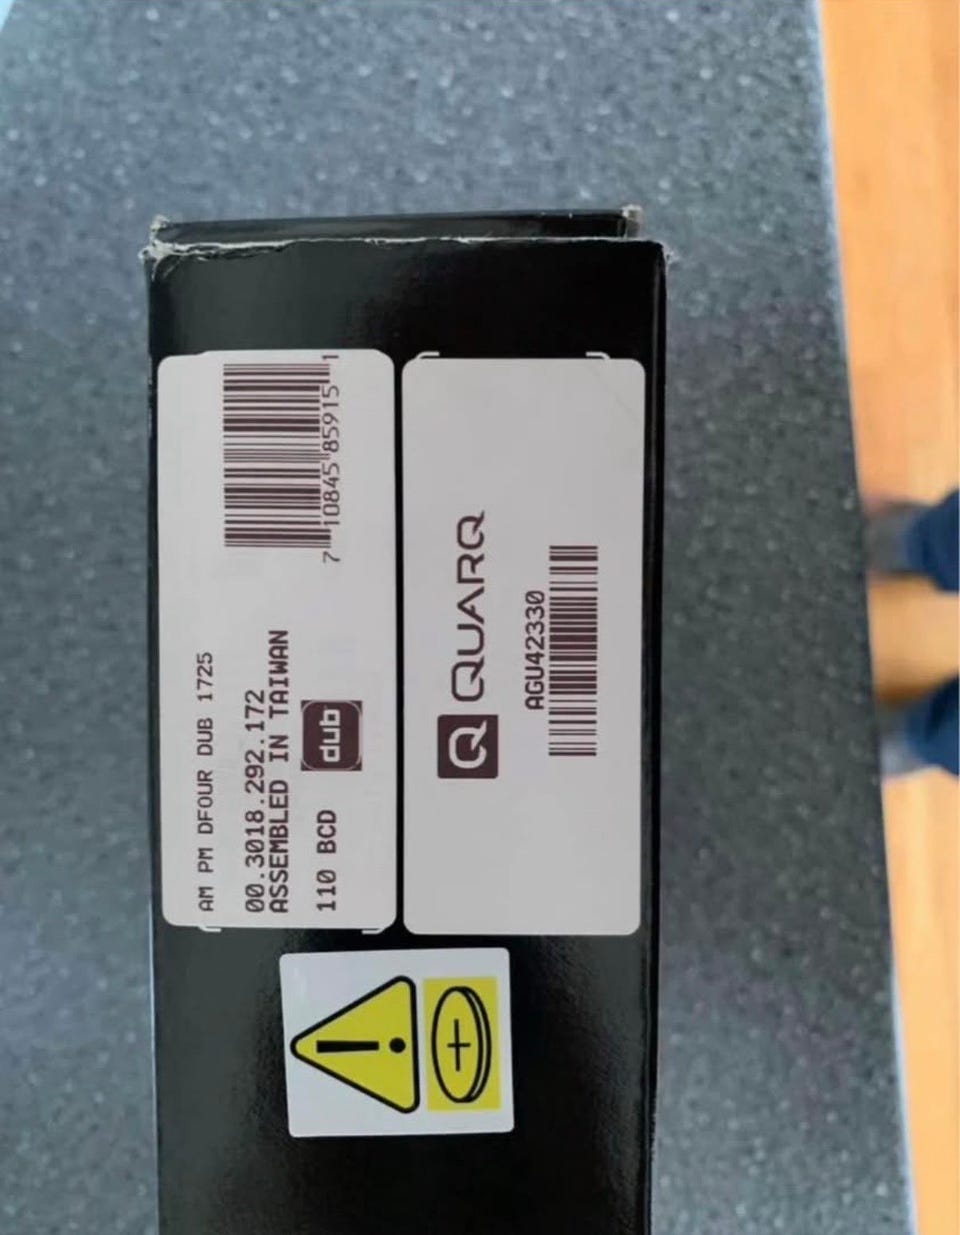 AM PM DFOUR DUB 1725
00.3018.292.172
ASSEMBLED IN TAIWAN
110 BCD
dub
7 10845 85915 1
Q QUARQ
AGU42330